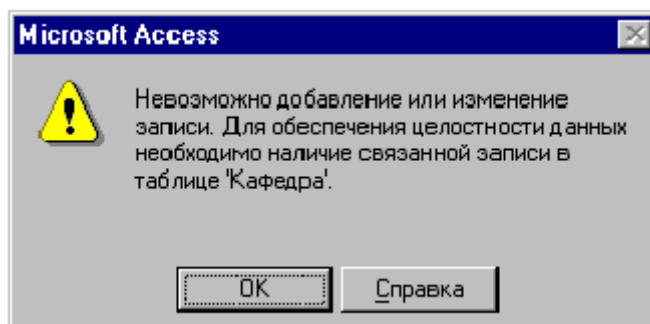 Microsoft Access
Невозможно добавление или изменение
записи. Для обеспечения целостности данных
необходимо наличие связанной записи в
таблице 'Кафедра'.
OK
Справка